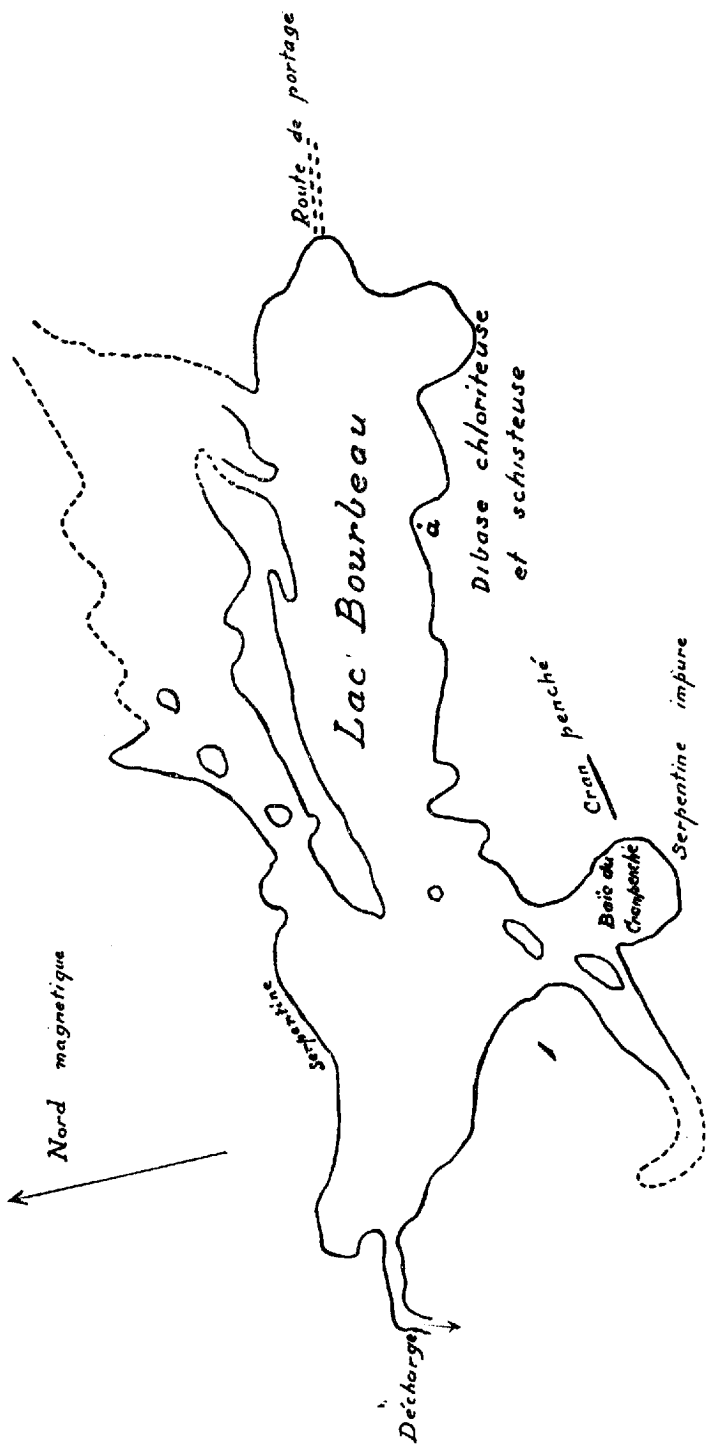 Nord magnetique
Route de portage
Serpentine
Lac Bourbeau
Décharge
a
Dibase chloriteuse
et schisteuse
Cran penché
Baie du
Cranpenché
Serpentine impure